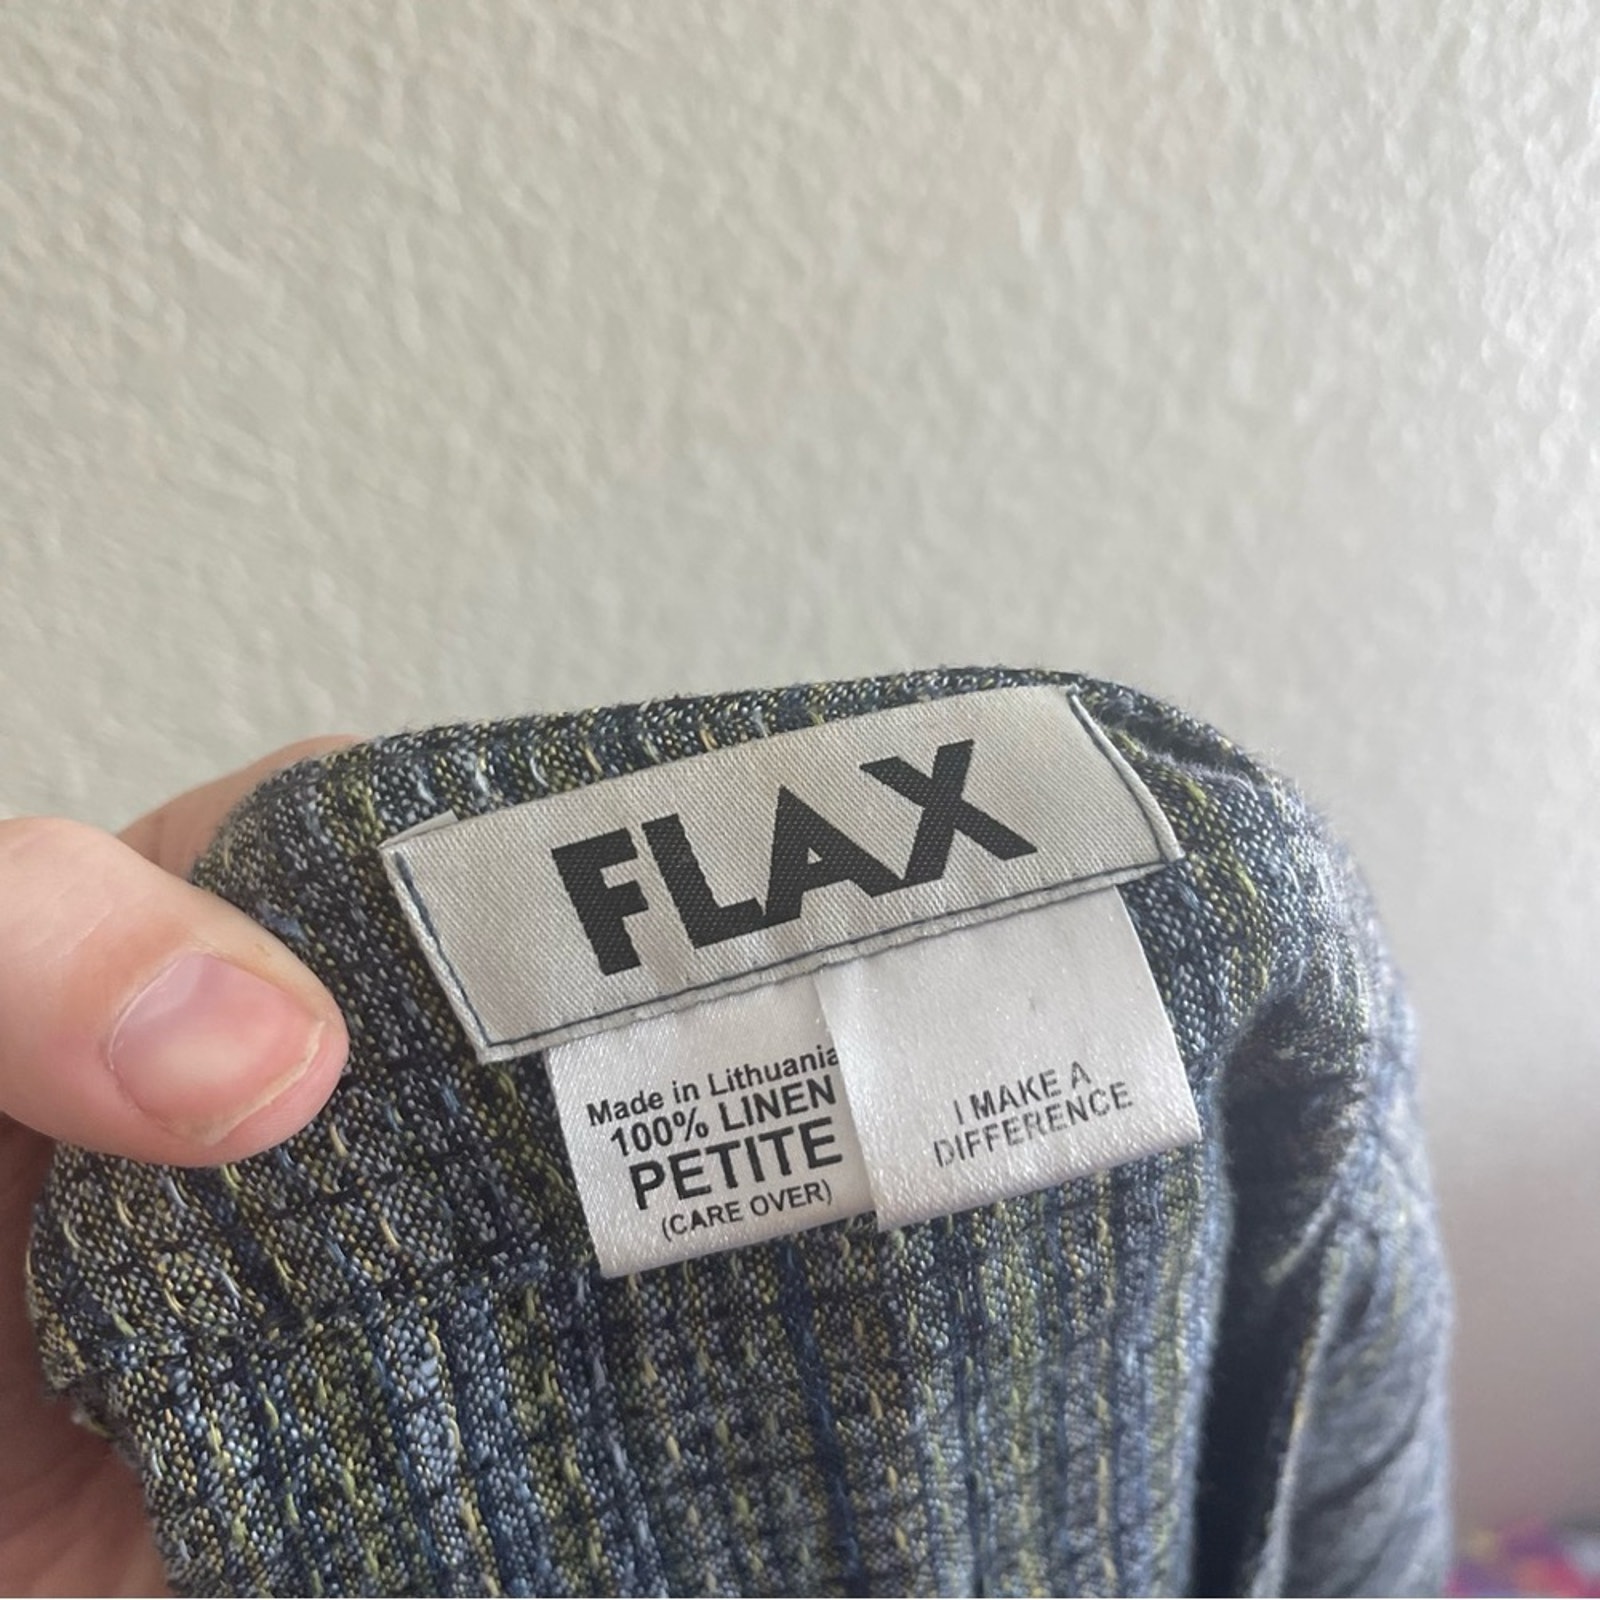 FLAX
Made in Lithuania
100% LINEN
PETITE
(CARE OVER)
I MAKE A
DIFFERENCE